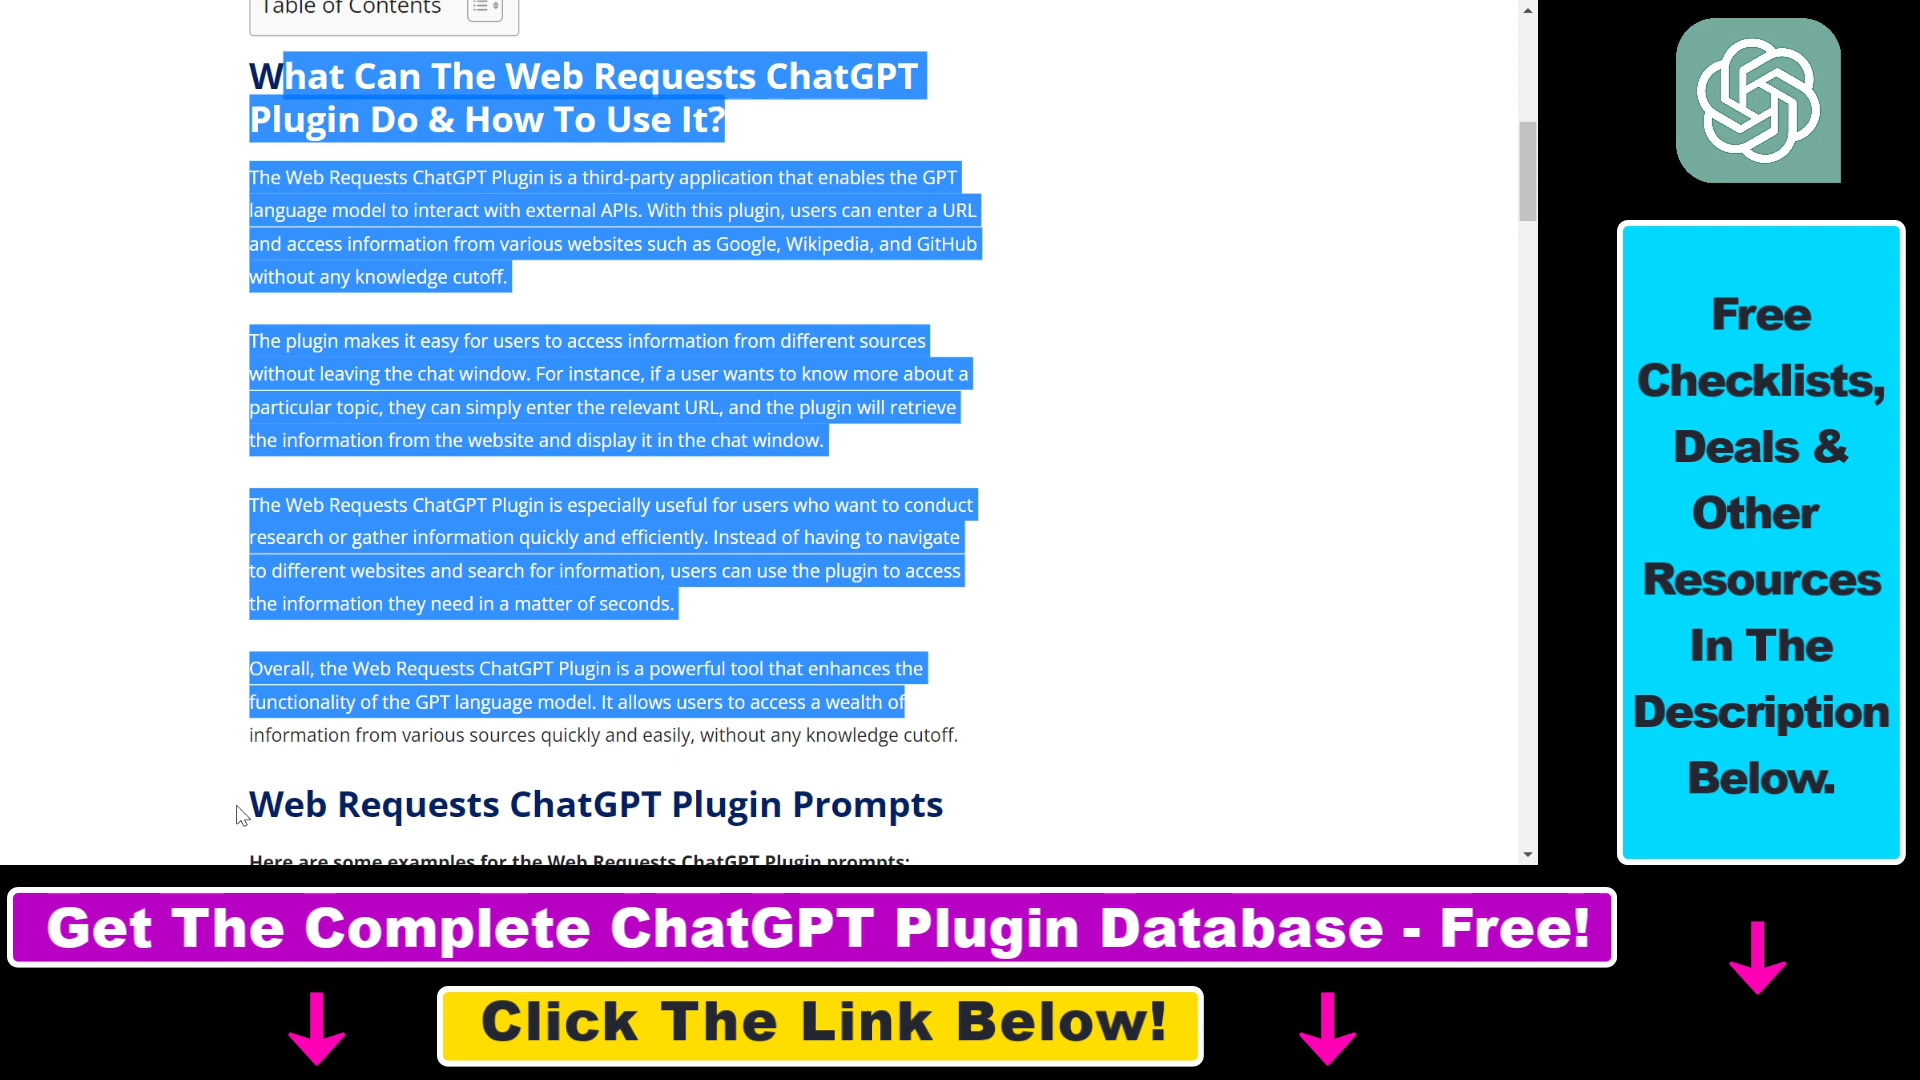 Table of Contents
What Can The Web Requests ChatGPT
Plugin Do & How To Use It?
The Web Requests ChatGPT Plugin is a third-party application that enables the GPT
language model to interact with external APIs. With this plugin, users can enter a URL
and access information from various websites such as Google, Wikipedia, and GitHub
without any knowledge cutoff.
The plugin makes it easy for users to access information from different sources
without leaving the chat window. For instance, if a user wants to know more about a
particular topic, they can simply enter the relevant URL, and the plugin will retrieve
the information from the website and display it in the chat window.
The Web Requests ChatGPT Plugin is especially useful for users who want to conduct
research or gather information quickly and efficiently. Instead of having to navigate
to different websites and search for information, users can use the plugin to access
the information they need in a matter of seconds.
Overall, the Web Requests ChatGPT Plugin is a powerful tool that enhances the
functionality of the GPT language model. It allows users to access a wealth of
information from various sources quickly and easily, without any knowledge cutoff.
Web Requests ChatGPT Plugin Prompts
Here are some examples for the Web Requests ChatGPT Plugin prompts:
Free
Checklists,
Deals &
Other
Resources
In The
Description
Below.
Get The Complete ChatGPT Plugin Database - Free!
Click The Link Below!